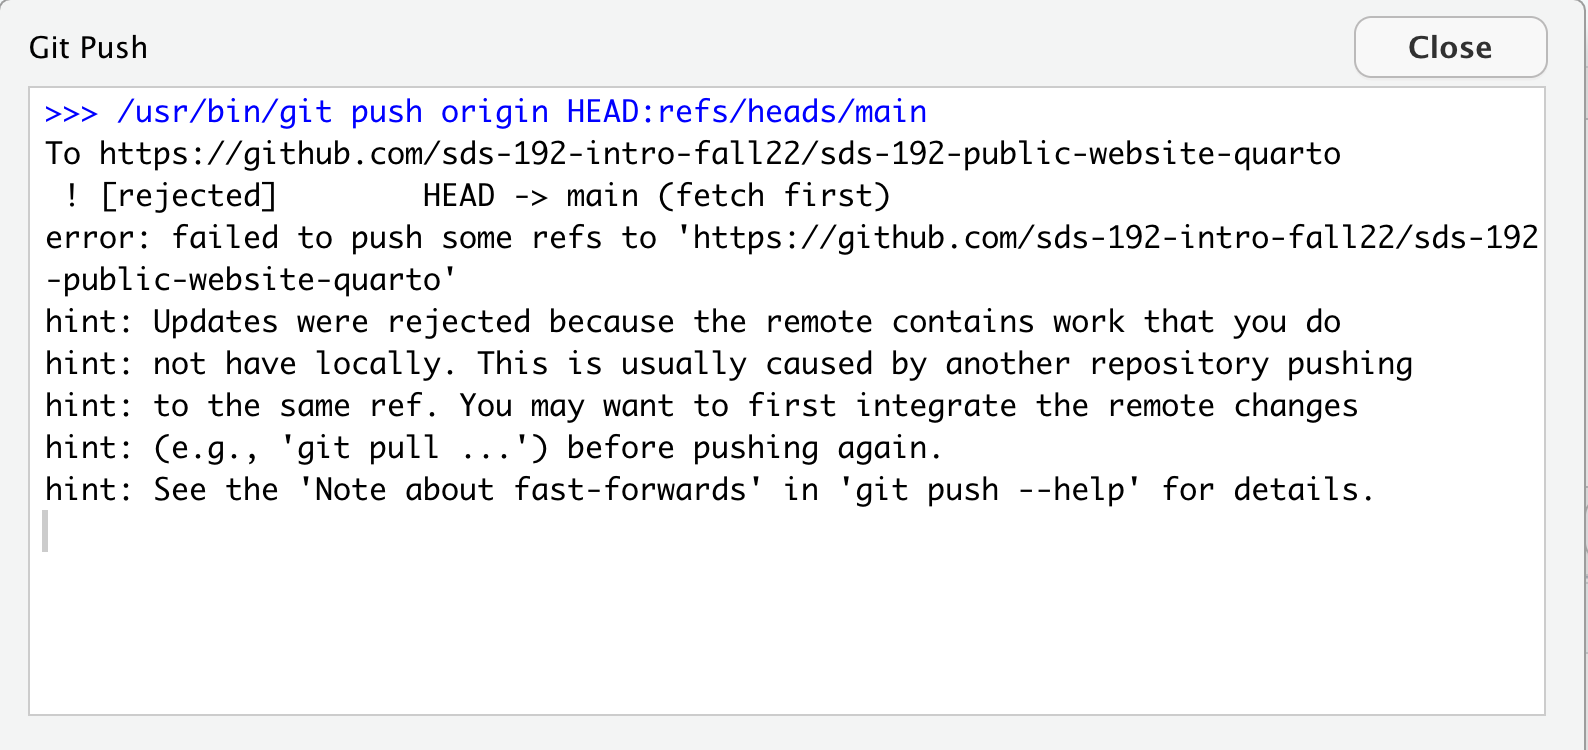 Git Push
Close
>>> /usr/bin/git push origin HEAD:refs/heads/main
To https://github.com/sds-192-intro-fall22/sds-192-public-website-quarto
 ! [rejected]        HEAD -> main (fetch first)
error: failed to push some refs to 'https://github.com/sds-192-intro-fall22/sds-192
-public-website-quarto'
hint: Updates were rejected because the remote contains work that you do
hint: not have locally. This is usually caused by another repository pushing
hint: to the same ref. You may want to first integrate the remote changes
hint: (e.g., 'git pull ...') before pushing again.
hint: See the 'Note about fast-forwards' in 'git push --help' for details.